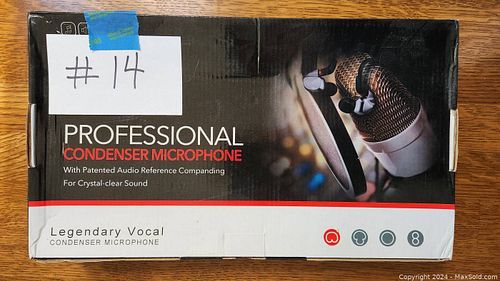 # 14
PROFESSIONAL
CONDENSER MICROPHONE
With Patented Audio Reference Companding
For Crystal-clear Sound
Legendary Vocal
CONDENSER MICROPHONE
Copyright 2024 - MaxSold.com